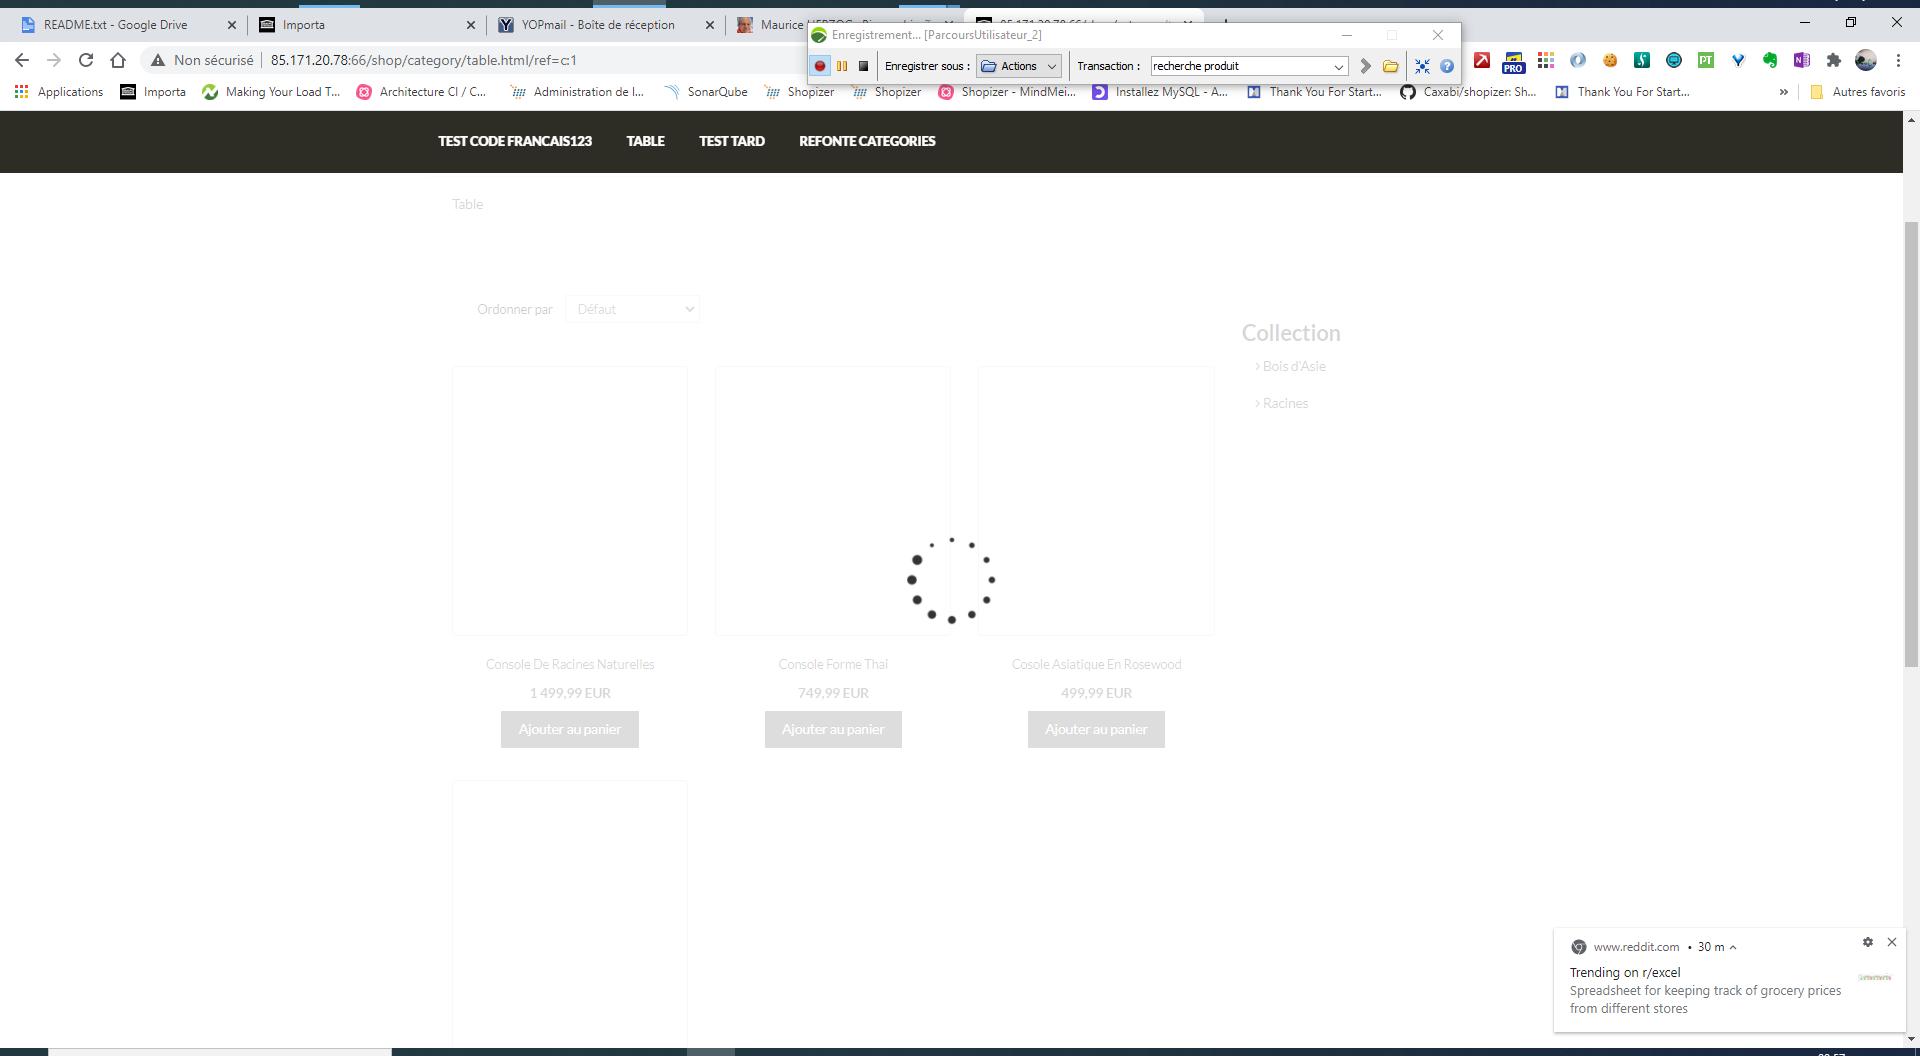 README.txt - Google Drive
Importa
YOPmail - Boîte de réception
Enregistrement... [ParcoursUtilisateur_2]
Non sécurisé
85.171.20.78:66/shop/category/table.html/ref=c:1
Enregistrer sous :
Actions
Transaction :
recherche produit
PRO
PT
Applications
Importa
Making Your Load T...
Architecture CI / C...
Administration de l...
SonarQube
Shopizer
Shopizer
Shopizer - MindMei...
Installez MySQL - A...
Thank You For Start...
Caxabi/shopizer: Sh...
Thank You For Start...
»
Autres favoris
TEST CODE FRANCAIS123
TABLE
TEST TARD
REFONTE CATEGORIES
Table
Ordonner par
Défaut
Collection
Bois d'Asie
Racines
Console De Racines Naturelles
Console Forme Thai
Cosole Asiatique En Rosewood
1 499,99 EUR
749,99 EUR
499,99 EUR
Ajouter au panier
Ajouter au panier
Ajouter au panier
www.reddit.com • 30 m
Trending on r/excel
Spreadsheet for keeping track of grocery prices
from different stores